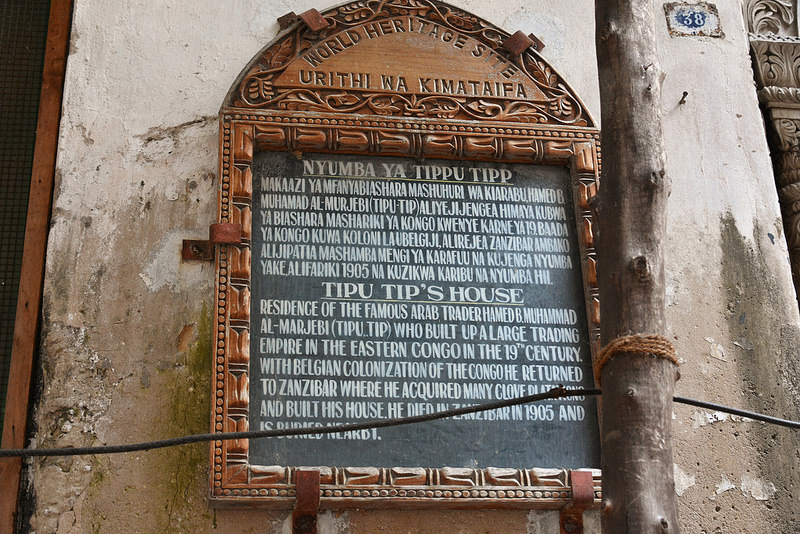 38
WORLD HERITAGE SITE
URITHI WA KIMATAIFA
NYUMBA YA TIPPU TIPP
MAKAAZI YA MFANYABIASHARA MASHUHURI WA KIARABU, HAMED B.
MUHAMAD AL-MURJEBI (TIPU-TIP) ALIYEJIJENGEA HIMAYA KUBWA
YA BIASHARA MASHARIKI YA KONGO KWENYE KARNE YA 19. BAADA
YA KONGO KUWA KOLONI LA UBELGIJI, ALIREJEA ZANZIBAR AMBAKO
ALIJIPATIA MASHAMBA MENGI YA KARAFUU NA KUJENGA NYUMBA
YAKE. ALIFARIKI 1905 NA KUZIKWA KARIBU NA NYUMBA HII.
TIPU TIP'S HOUSE
RESIDENCE OF THE FAMOUS ARAB TRADER HAMED B. MUHAMMAD
AL-MARJEBI (TIPU TIP) WHO BUILT UP A LARGE TRADING
EMPIRE IN THE EASTERN CONGO IN THE 19TH CENTURY.
WITH BELGIAN COLONIZATION OF THE CONGO HE RETURNED
TO ZANZIBAR WHERE HE ACQUIRED MANY CLOVE
AND BUILT HIS HOUSE. HE DIED IN ZANZIBAR IN 1905 AND
IS BURIED NEARBY.